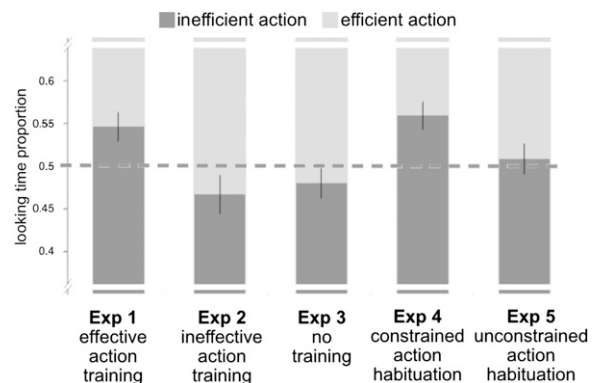 inefficient action efficient action
looking time proportion
0.6
0.55
0.5
0.45
0.4
Exp 1 Exp 2 Exp 3 Exp 4 Exp 5
effective ineffective no constrained unconstrained
action action training action action
training training habituation habituation